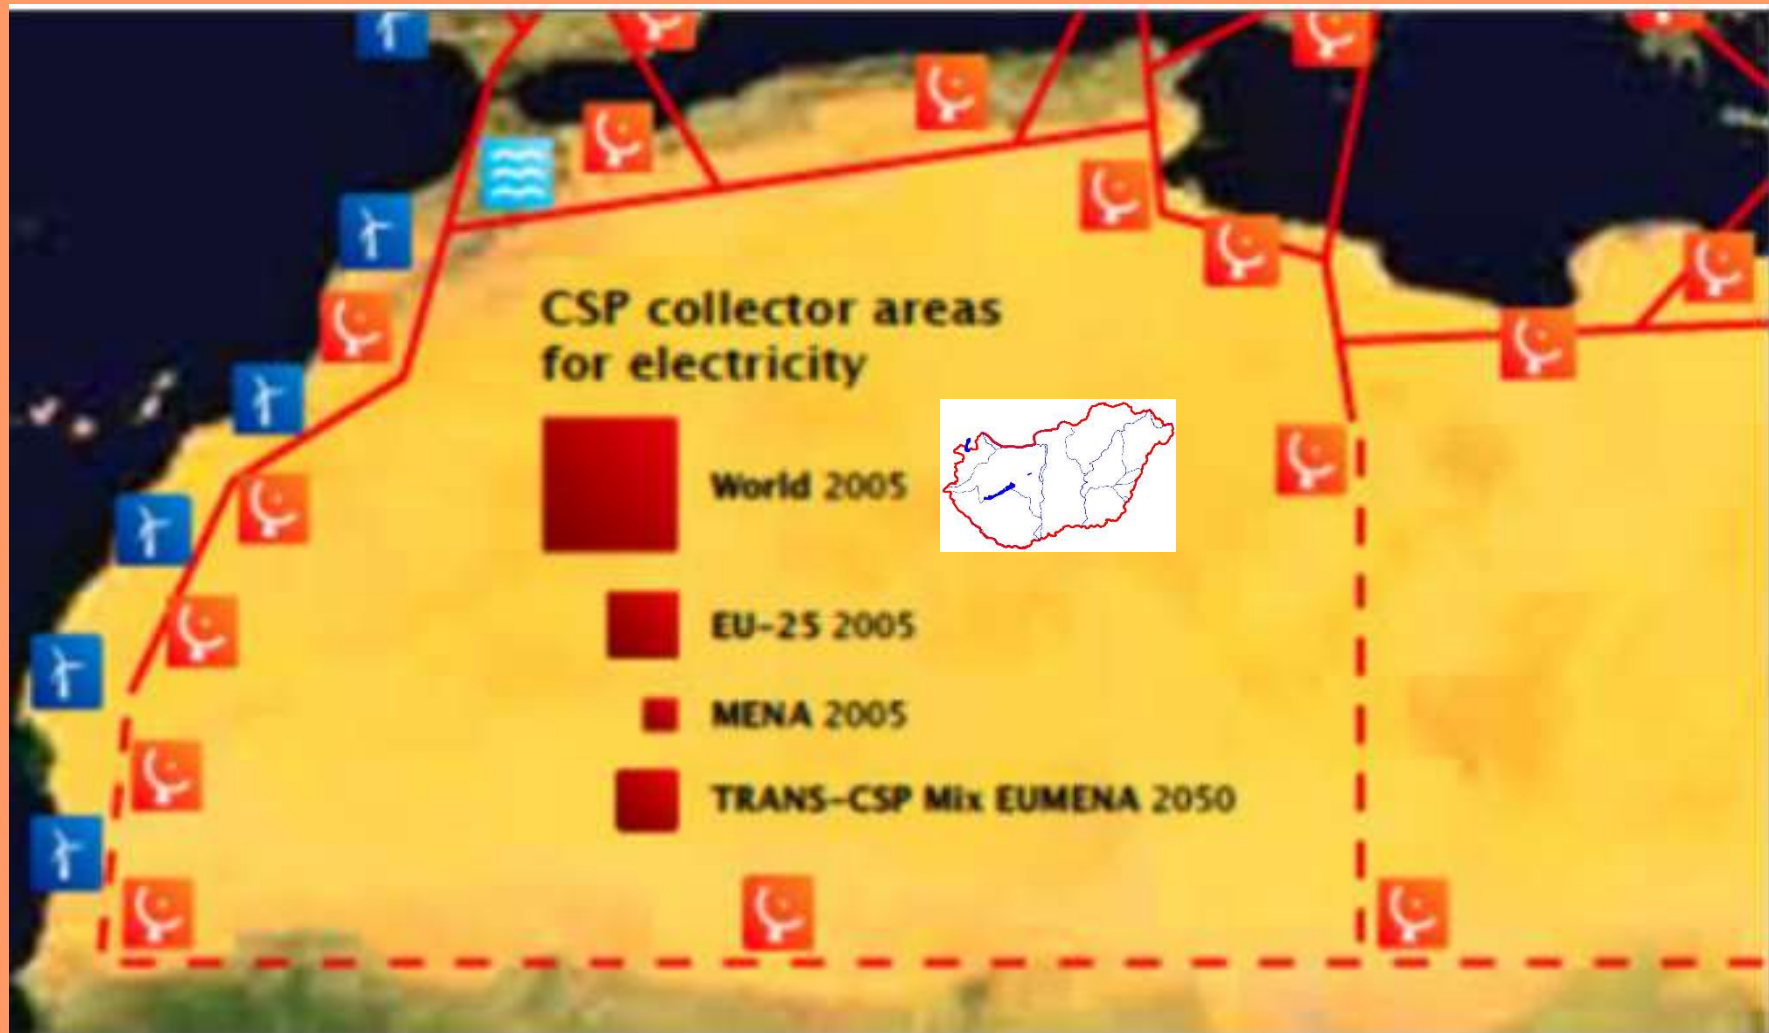 CSP collector areas
for electricity
World 2005
EU-25 2005
MENA 2005
TRANS-CSP Mix EUMENA 2050